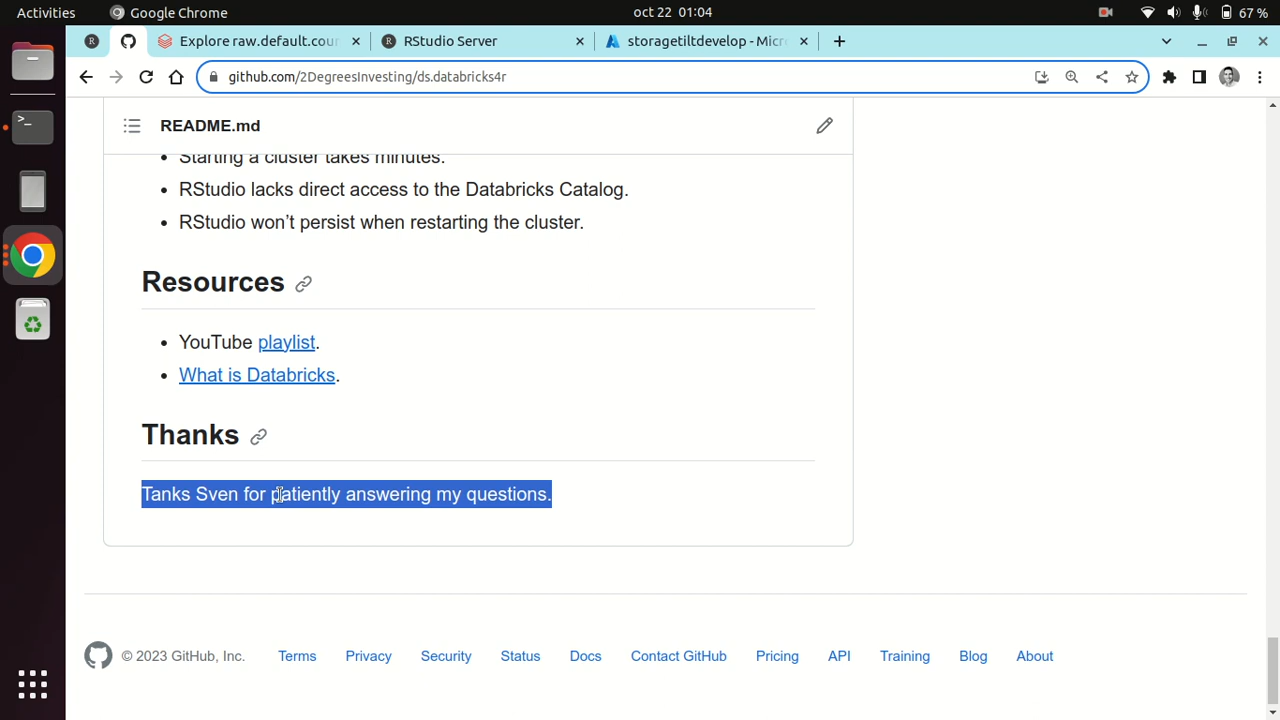 Activities Google Chrome oct 22 01:04 67 %
Explore raw.default.cour RStudio Server storagetiltdevelop - Micr
github.com/2DegreesInvesting/ds.databricks4r
README.md
Starting a cluster takes minutes.
RStudio lacks direct access to the Databricks Catalog.
RStudio won’t persist when restarting the cluster.
Resources
YouTube playlist.
What is Databricks.
Thanks
Tanks Sven for patiently answering my questions.
© 2023 GitHub, Inc. Terms Privacy Security Status Docs Contact GitHub Pricing API Training Blog About